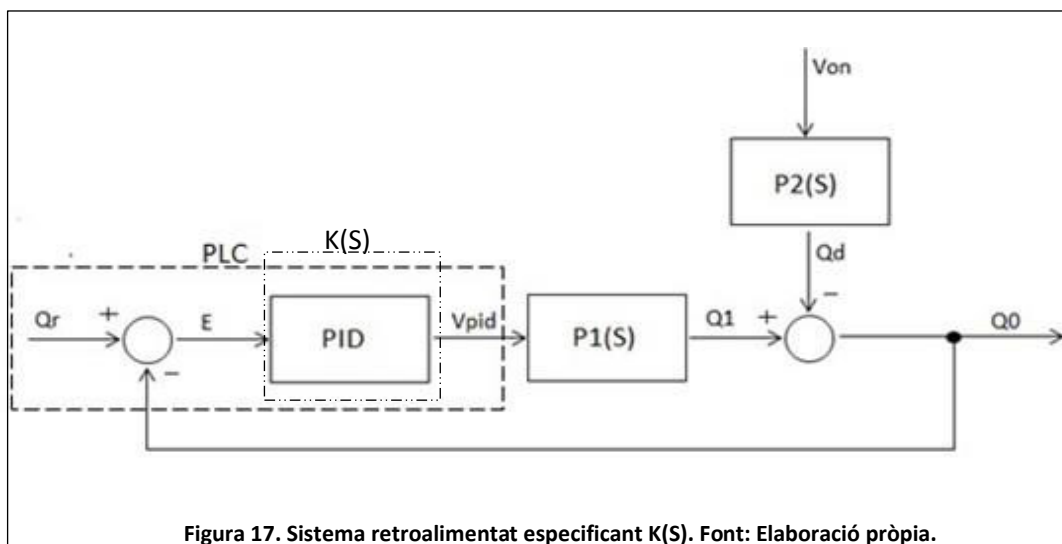 Von
P2(S)
K(S)
PLC
Qd
Qr + E PID Vpid P1(S) Q1 + − Q0
−
Figura 17. Sistema retroalimentat especificant K(S). Font: Elaboració pròpia.